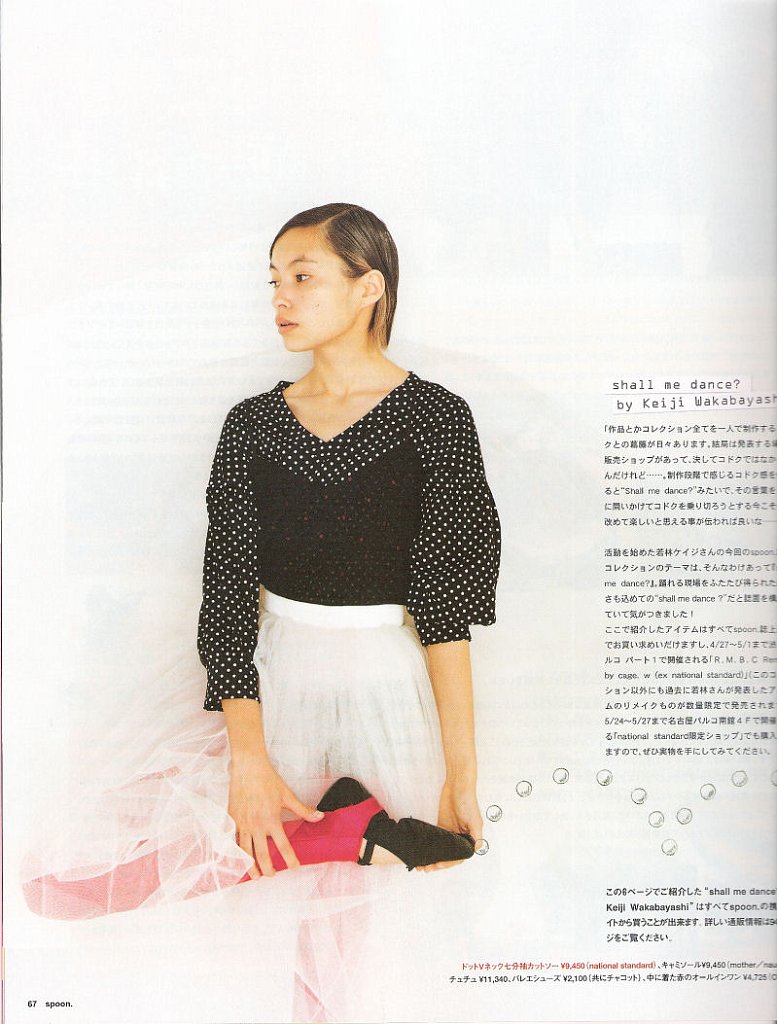 shall me dance?
by Keiji Wakabayash
「作品とかコレクション全てを一人で制作する
クとの葛藤が日々あります。結局は発表する場
販売ショップがあって、決してコドクではなか
んだけれど……。制作段階で感じるコドク感を
ると"Shall me dance?"みたいで、その言葉を
に問いかけてコドクを乗り切ろうとする今こそ
改めて楽しいと思える事が伝われば良いな…
活動を始めた若林ケイジさんの今回のspoon.
コレクションのテーマは、そんなわけあって『
me dance?』。踊れる現場をふたたび得られた
さも込めての"shall me dance ?"だと誌面を構
ていて気がつきました！
ここで紹介したアイテムはすべてspoon.誌上
でお買い求めいだけますし、4/27〜5/1まで渋
ルコ パート1で開催される「R.M.B.C Rem
by cage. w (ex national standard)」(このコ
ション以外にも過去に若林さんが発表したア
ムのリメイクものが数量限定で発売されま
5/24〜5/27まで名古屋パルコ南館４Ｆで開催
る「national standard限定ショップ」でも購入
ますので、ぜひ実物を手にしてみてください。
この6ページでご紹介した "shall me dance
Keiji Wakabayashi" はすべてspoon.の携
イトから買うことが出来ます。詳しい通販情報は
ジをご覧ください。
ドットVネック七分袖カットソー ¥9,450(national standard)、キャミソール¥9,450(mother／nau
チュチュ ¥11,340、バレエシューズ ¥2,100(共にチャコット)、中に着た赤のオールインワン ¥4,725
67 spoon.